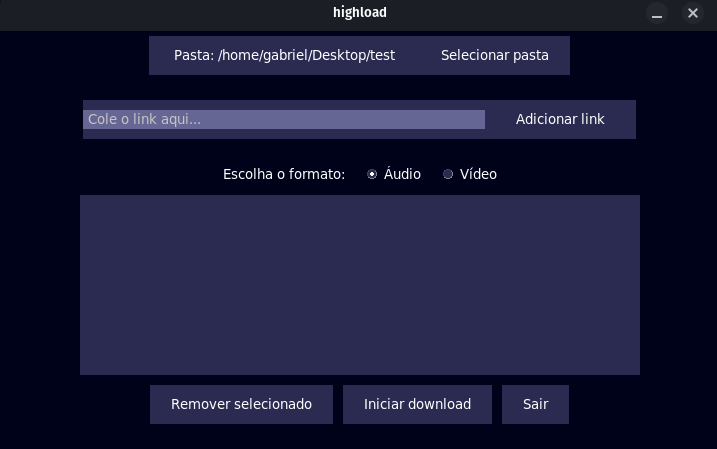 highload
Pasta: /home/gabriel/Desktop/test Selecionar pasta
Cole o link aqui... Adicionar link
Escolha o formato: Áudio Vídeo
Remover selecionado Iniciar download Sair